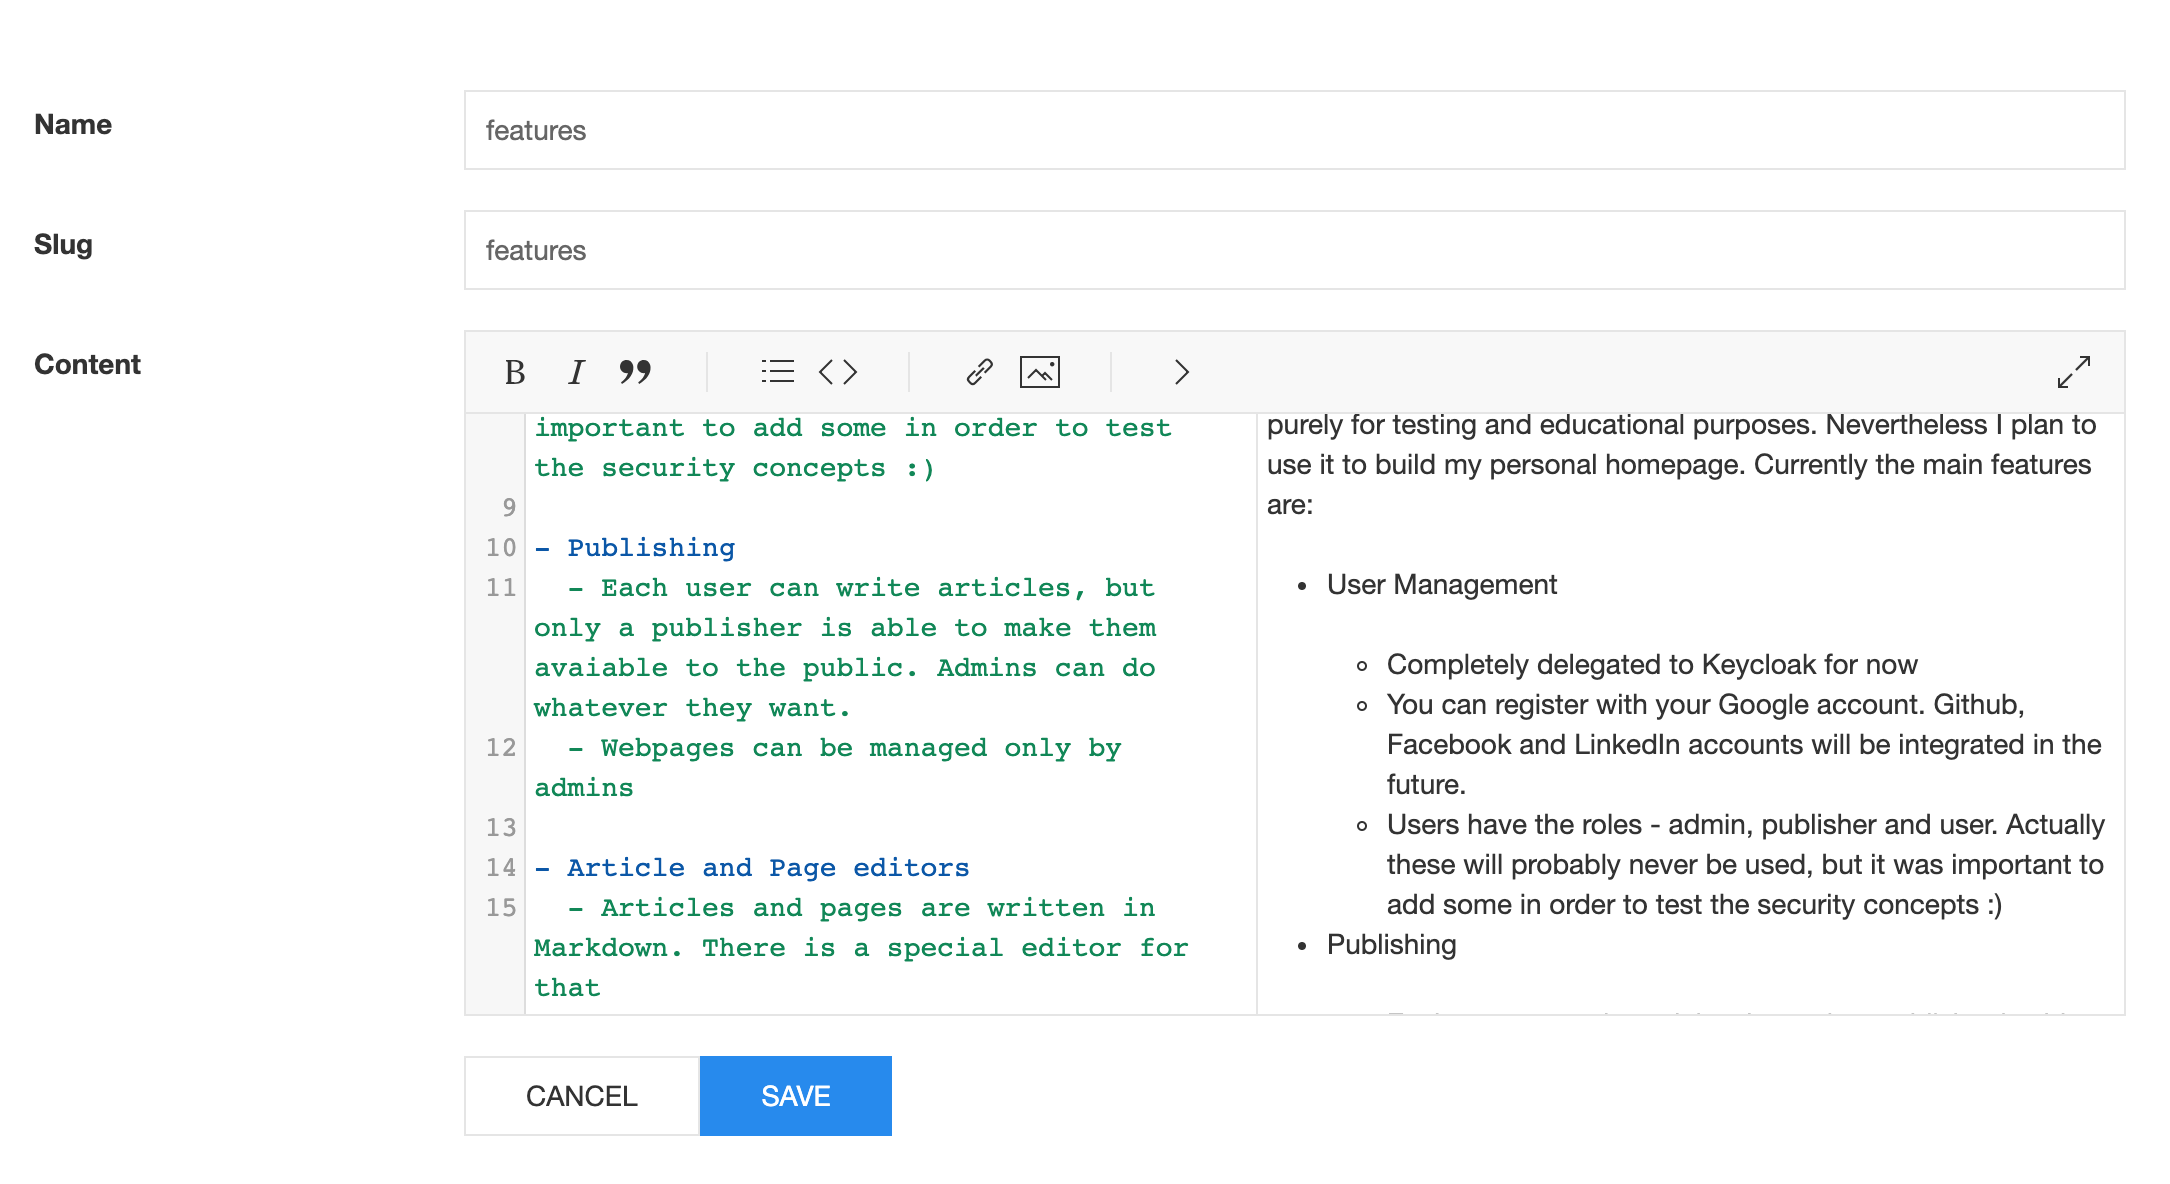 Name
features
Slug
features
Content
B I
important to add some in order to test
the security concepts :)
9
10 - Publishing
11 - Each user can write articles, but
only a publisher is able to make them
avaiable to the public. Admins can do
whatever they want.
12 - Webpages can be managed only by
admins
13
14 - Article and Page editors
15 - Articles and pages are written in
Markdown. There is a special editor for
that
purely for testing and educational purposes. Nevertheless I plan to
use it to build my personal homepage. Currently the main features
are:
• User Management
◦ Completely delegated to Keycloak for now
◦ You can register with your Google account. Github,
Facebook and LinkedIn accounts will be integrated in the
future.
◦ Users have the roles - admin, publisher and user. Actually
these will probably never be used, but it was important to
add some in order to test the security concepts :)
• Publishing
CANCEL
SAVE